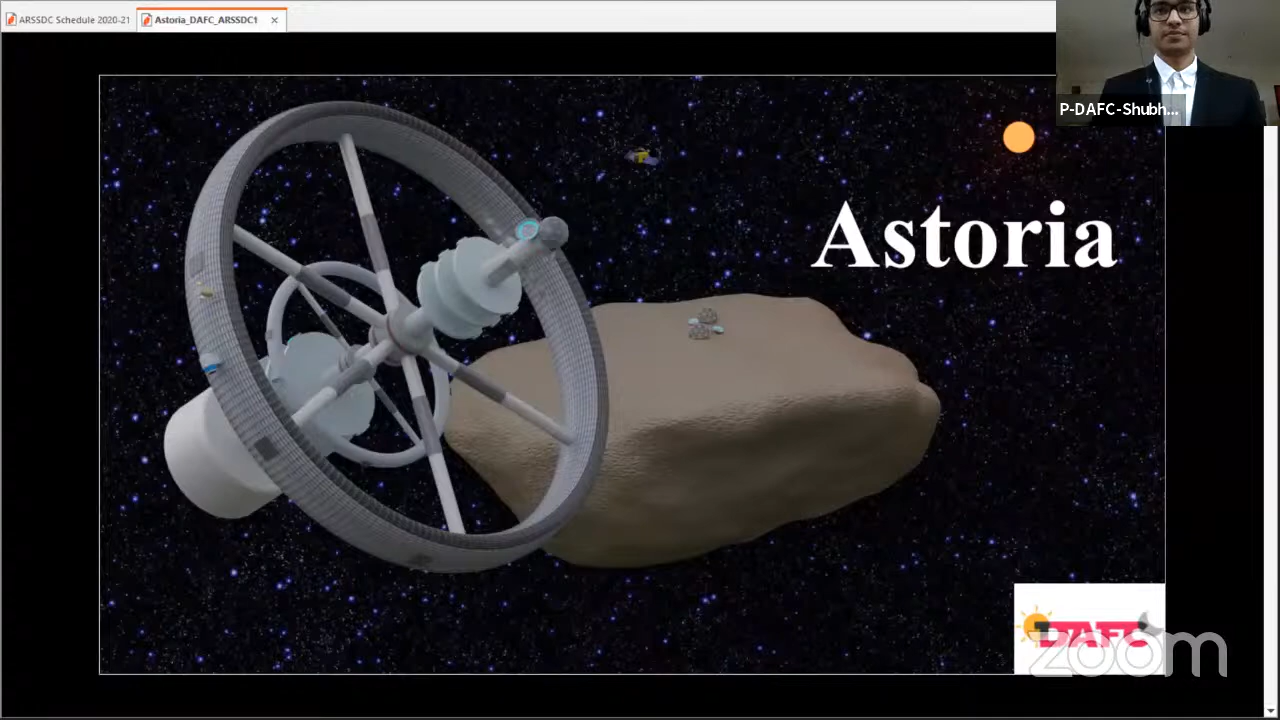 ARSSDC Schedule 2020-21
Astoria_DAFC_ARSSDC1
P-DAFC-Shubh...
Astoria
DAFC
zoom